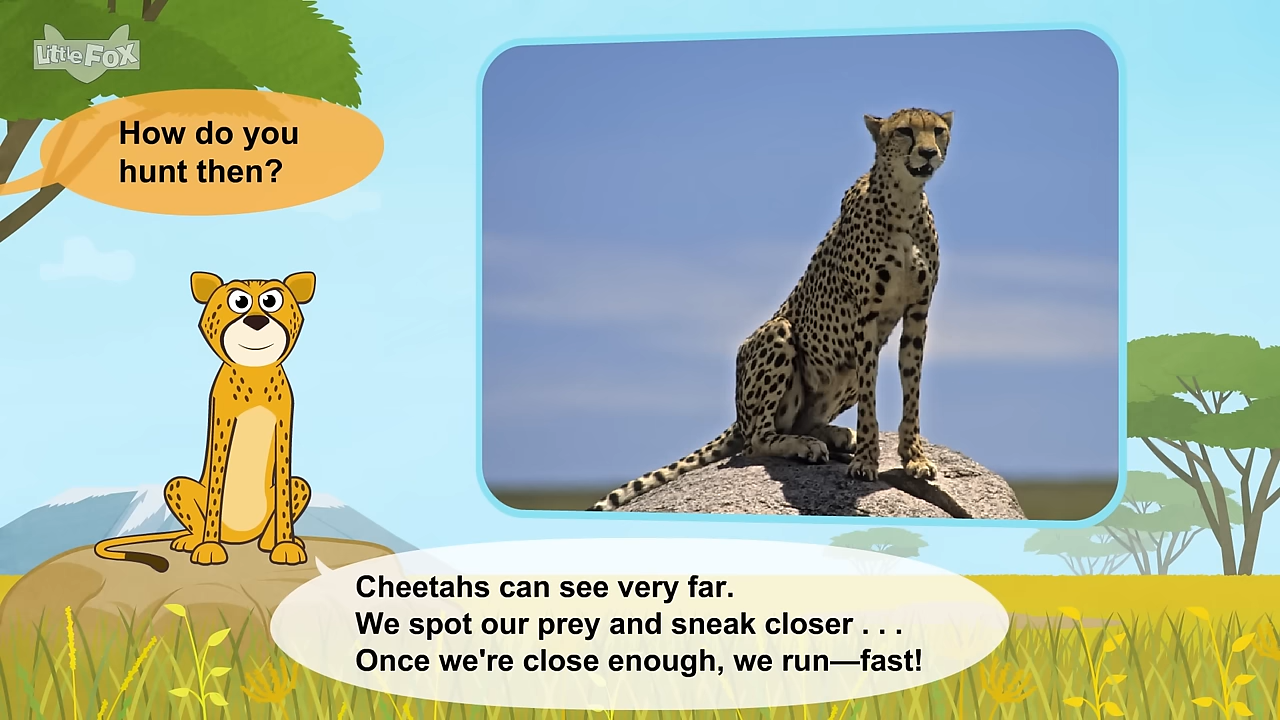 Little Fox
How do you
hunt then?
Cheetahs can see very far.
We spot our prey and sneak closer . . .
Once we're close enough, we run—fast!